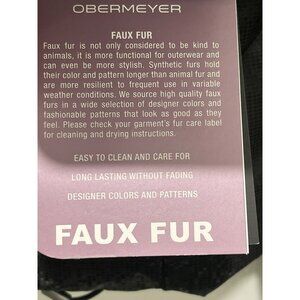 OBERMEYER
FAUX FUR
Faux fur is not only considered to be kind to
animals, it is more functional for outerwear and
can even be more stylish. Synthetic furs hold
their color and pattern longer than animal fur and
are more resilient to frequent use in variable
weather conditions. We source high quality faux
furs in a wide selection of designer colors and
fashionable patterns that look as good as they
feel. Please check your garment's fur care label
for cleaning and drying instructions.
EASY TO CLEAN AND CARE FOR
LONG LASTING WITHOUT FADING
DESIGNER COLORS AND PATTERNS
FAUX FUR